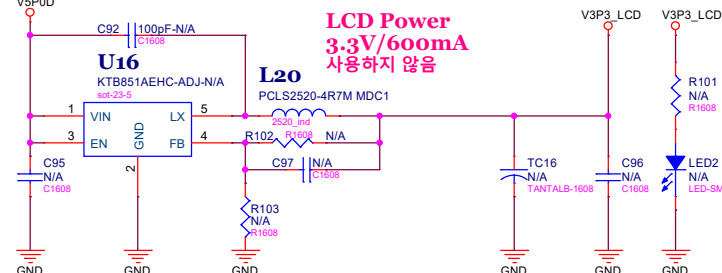 V5P0D
C92
100pF-N/A
C1608
LCD Power
3.3V/600mA
사용하지 않음
V3P3_LCD
V3P3_LCD
U16
KTB851AEHC-ADJ-N/A
sot-23-5
L20
PCLS2520-4R7M MDC1
2520_ind
1
VIN
LX
5
3
EN
FB
4
GND
2
R102
R1608
N/A
C97
N/A
C1608
R101
N/A
R1608
C95
N/A
C1608
R103
N/A
R1608
TC16
N/A
TANTALB-1608
C96
N/A
C1608
LED2
N/A
LED-SM
GND
GND
GND
GND
GND
GND